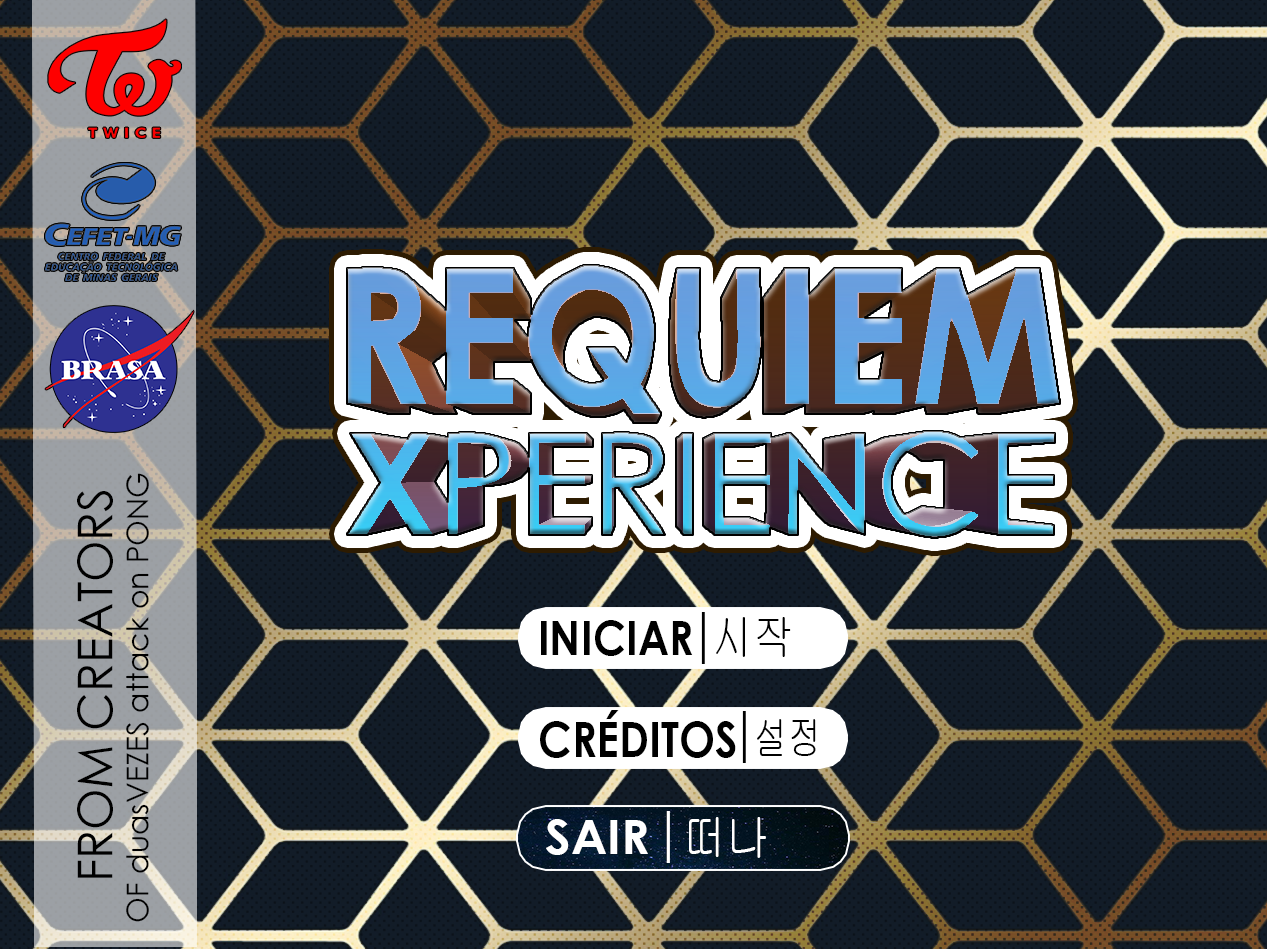 TWICE
CEFET-MG
CENTRO FEDERAL DE
EDUCAÇÃO TECNOLÓGICA
DE MINAS GERAIS
BRASA
FROM CREATORS
OF duasVEZES attack on PONG
REQUIEM
XPERIENCE
INICIAR|시작
CRÉDITOS|설정
SAIR|떠나